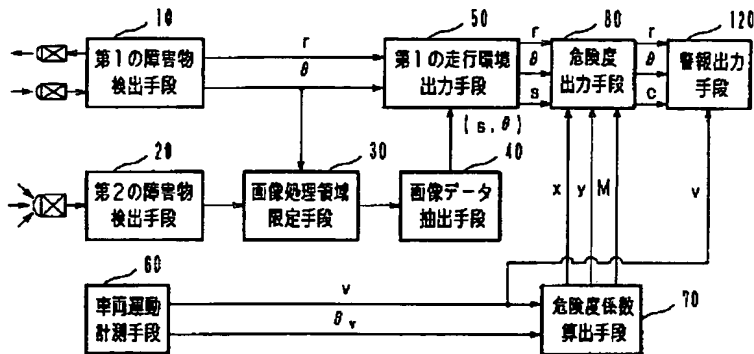 10
第1の障害物
検出手段
r
θ
50
第1の走行環境
出力手段
r
θ
s
80
危険度
出力手段
r
θ
c
120
警報出力
手段
(s,θ)
20
第2の障害物
検出手段
30
画像処理領域
限定手段
40
画像データ
抽出手段
x
y
M
v
60
車両運動
計測手段
v
θv
危険度係数
算出手段
70